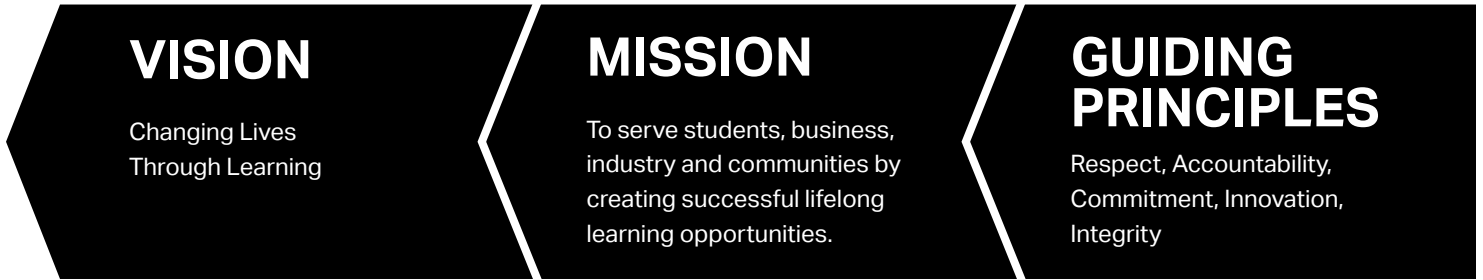 VISION
Changing Lives
Through Learning
MISSION
To serve students, business,
industry and communities by
creating successful lifelong
learning opportunities.
GUIDING
PRINCIPLES
Respect, Accountability,
Commitment, Innovation,
Integrity